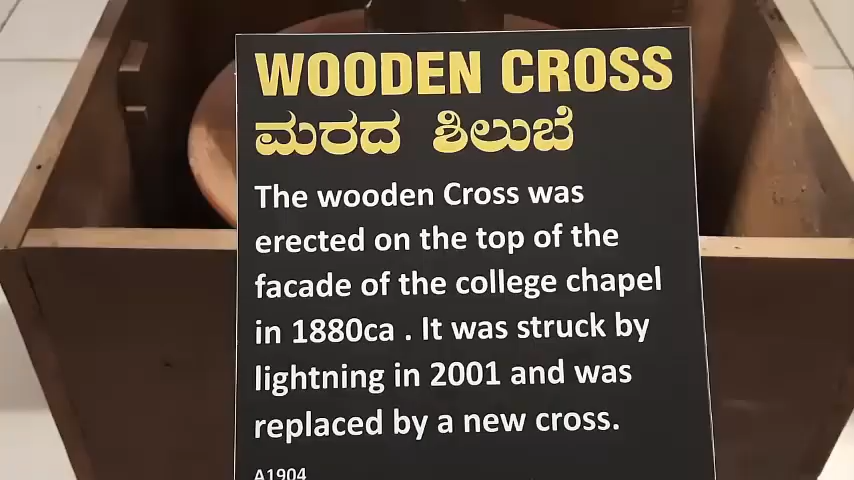 WOODEN CROSS
ಮರದ ಶಿಲುಬೆ
The wooden Cross was
erected on the top of the
facade of the college chapel
in 1880ca . It was struck by
lightning in 2001 and was
replaced by a new cross.
A1904